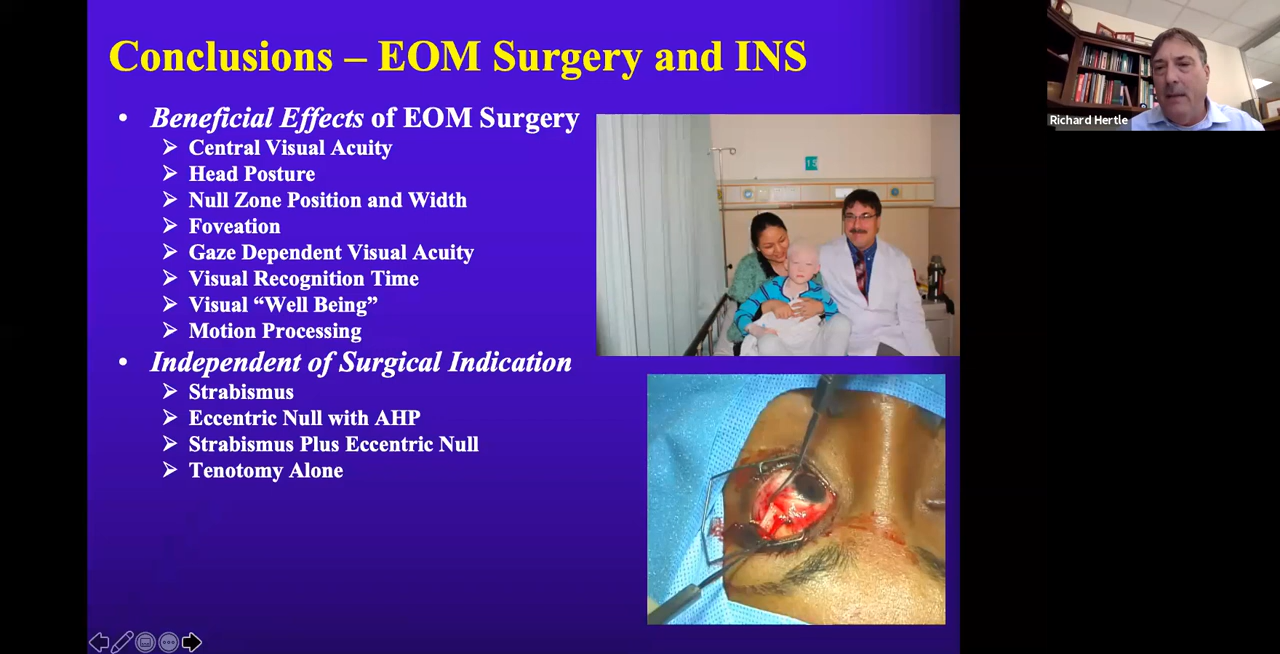 Conclusions – EOM Surgery and INS
• Beneficial Effects of EOM Surgery
➢ Central Visual Acuity
➢ Head Posture
➢ Null Zone Position and Width
➢ Foveation
➢ Gaze Dependent Visual Acuity
➢ Visual Recognition Time
➢ Visual “Well Being”
➢ Motion Processing
• Independent of Surgical Indication
➢ Strabismus
➢ Eccentric Null with AHP
➢ Strabismus Plus Eccentric Null
➢ Tenotomy Alone
Richard Hertle